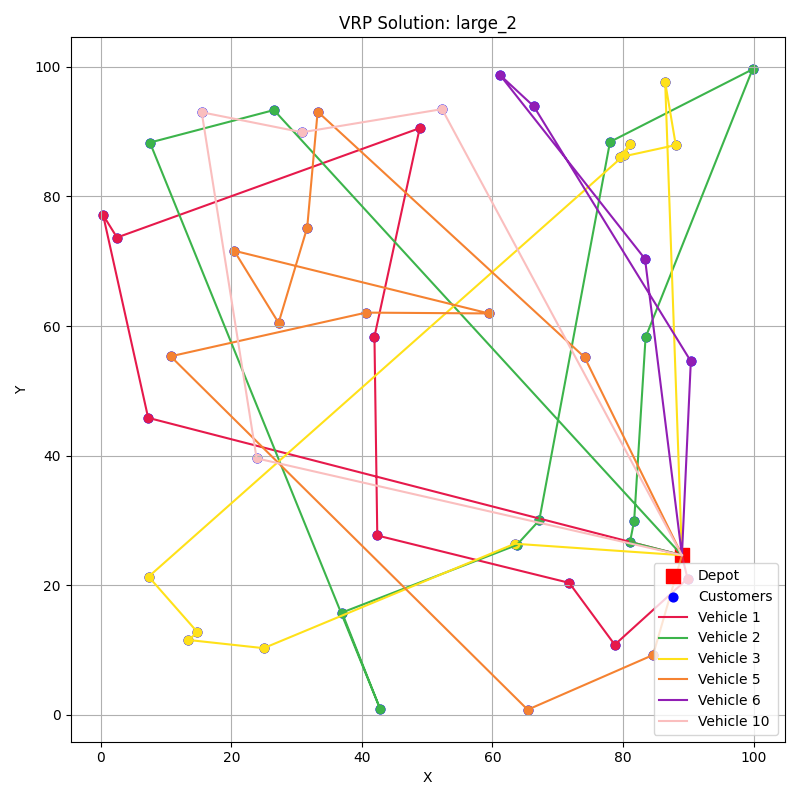 VRP Solution: large_2
100
80
60
40
20
0
Y
0
20
40
60
80
100
X
Depot
Customers
Vehicle 1
Vehicle 2
Vehicle 3
Vehicle 5
Vehicle 6
Vehicle 10